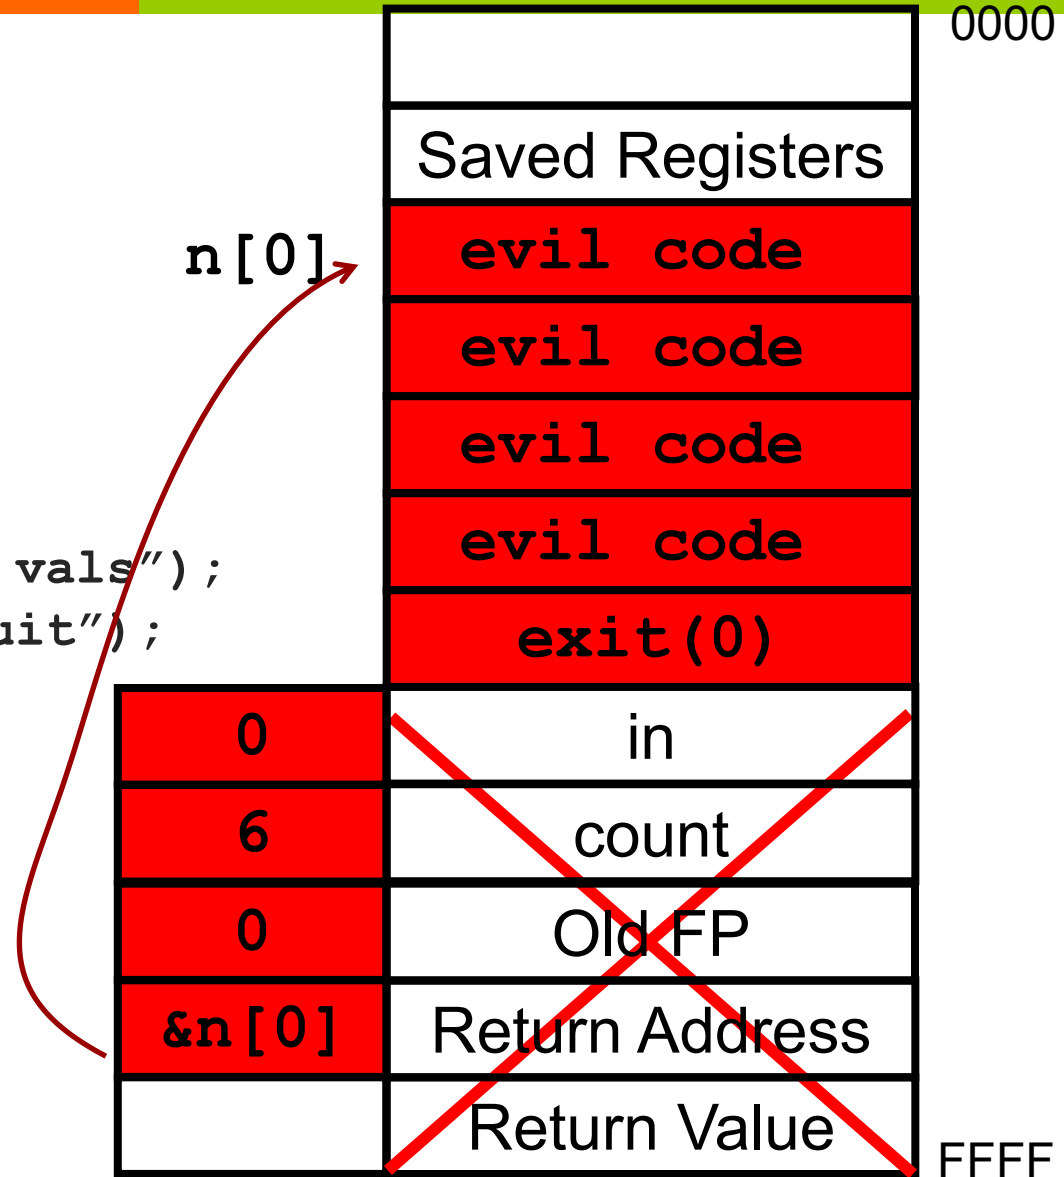 0000
Saved Registers
n[0] evil code
evil code
evil code
evil code
vals");
uit");
exit(0)
0 in
6 count
0 Old FP
&n[0] Return Address
Return Value
FFFF